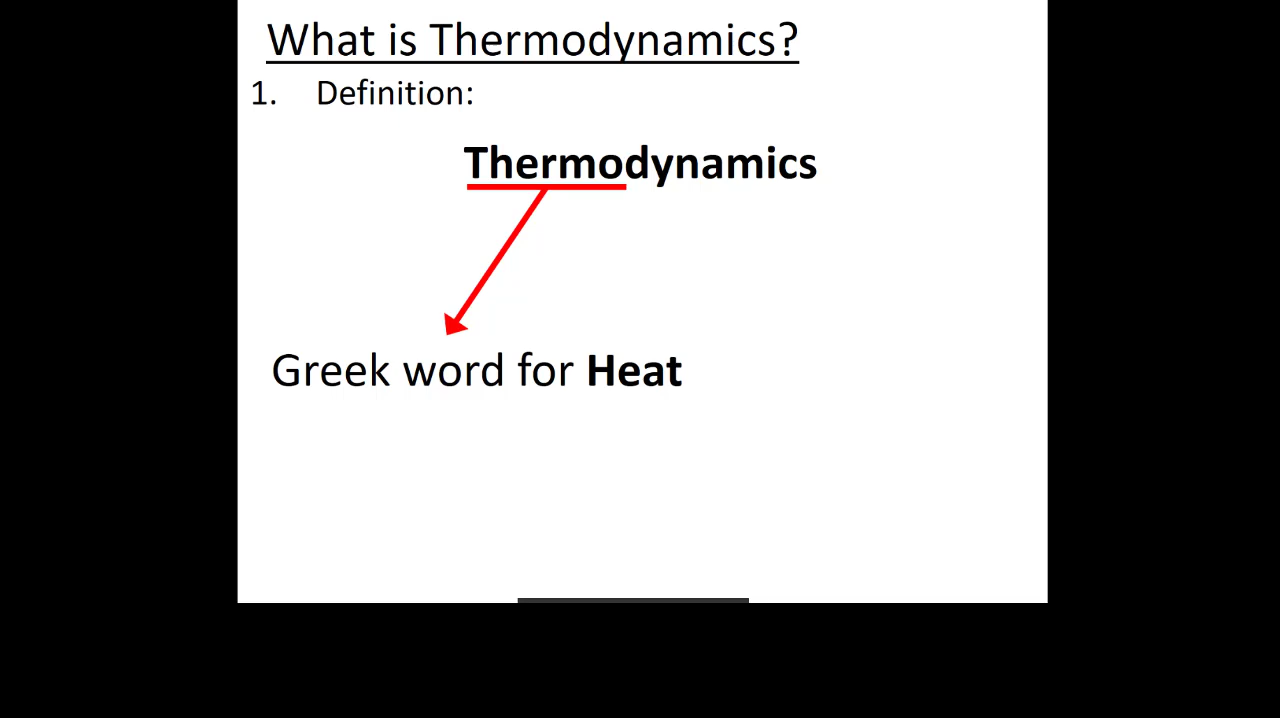 What is Thermodynamics?
1. Definition:
Thermodynamics
Greek word for Heat